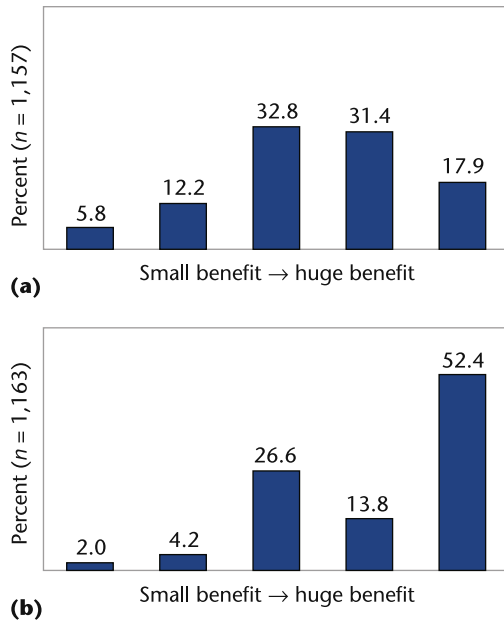 Percent (n = 1,157)
5.8
12.2
32.8
31.4
17.9
Small benefit → huge benefit
(a)
Percent (n = 1,163)
2.0
4.2
26.6
13.8
52.4
Small benefit → huge benefit
(b)